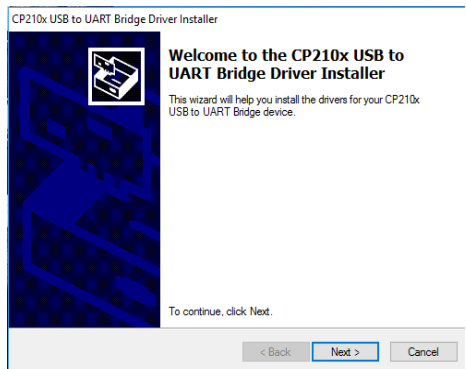 CP210x USB to UART Bridge Driver Installer
Welcome to the CP210x USB to
UART Bridge Driver Installer
This wizard will help you install the drivers for your CP210x
USB to UART Bridge device.
To continue, click Next.
< Back
Next >
Cancel